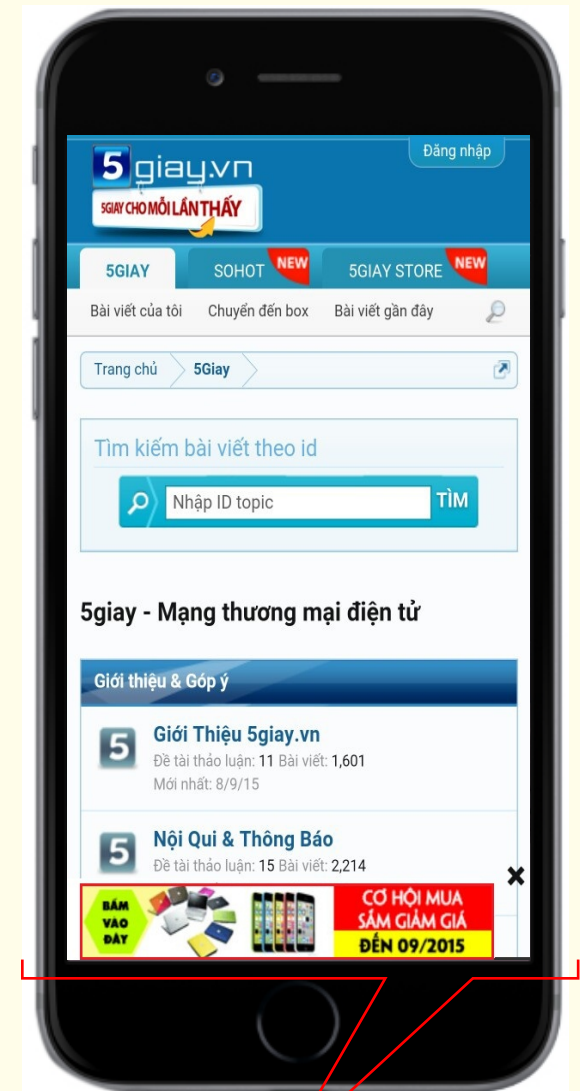 Đăng nhập
5giay.vn
5GIAY CHO MỖI LẦN THẤY
5GIAY
SOHOT NEW
5GIAY STORE NEW
Bài viết của tôi Chuyển đến box Bài viết gần đây
Trang chủ 5Giay
Tìm kiếm bài viết theo id
Nhập ID topic TÌM
5giay - Mạng thương mại điện tử
Giới thiệu & Góp ý
5 Giới Thiệu 5giay.vn
Đề tài thảo luận: 11 Bài viết: 1,601
Mới nhất: 8/9/15
5 Nội Qui & Thông Báo
Đề tài thảo luận: 15 Bài viết: 2,214
BẤM
VÀO
ĐÂY
CƠ HỘI MUA
SẮM GIẢM GIÁ
ĐẾN 09/2015